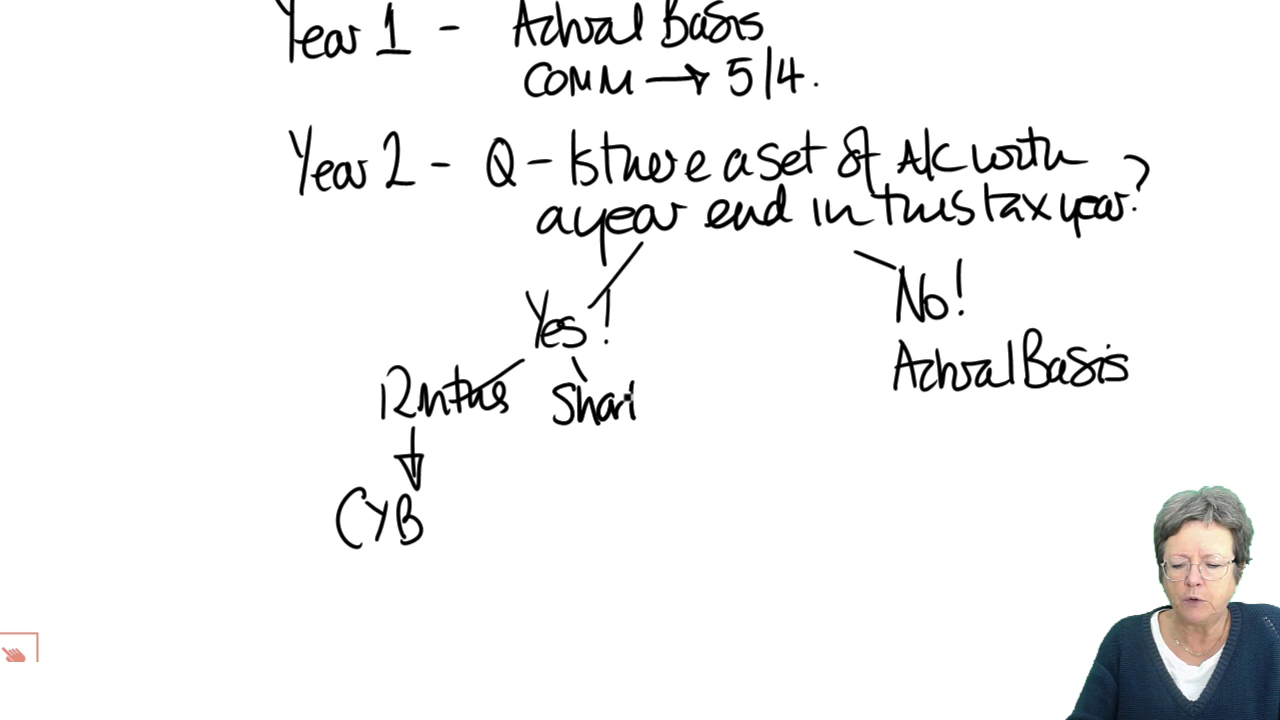 Year 1 - Actual Basis
COMM → 5/4.
Year 2 - Q - Is there a set of A/C with
a year end in this tax year?
Yes!
No!
Actual Basis
12mths
Short
CYB